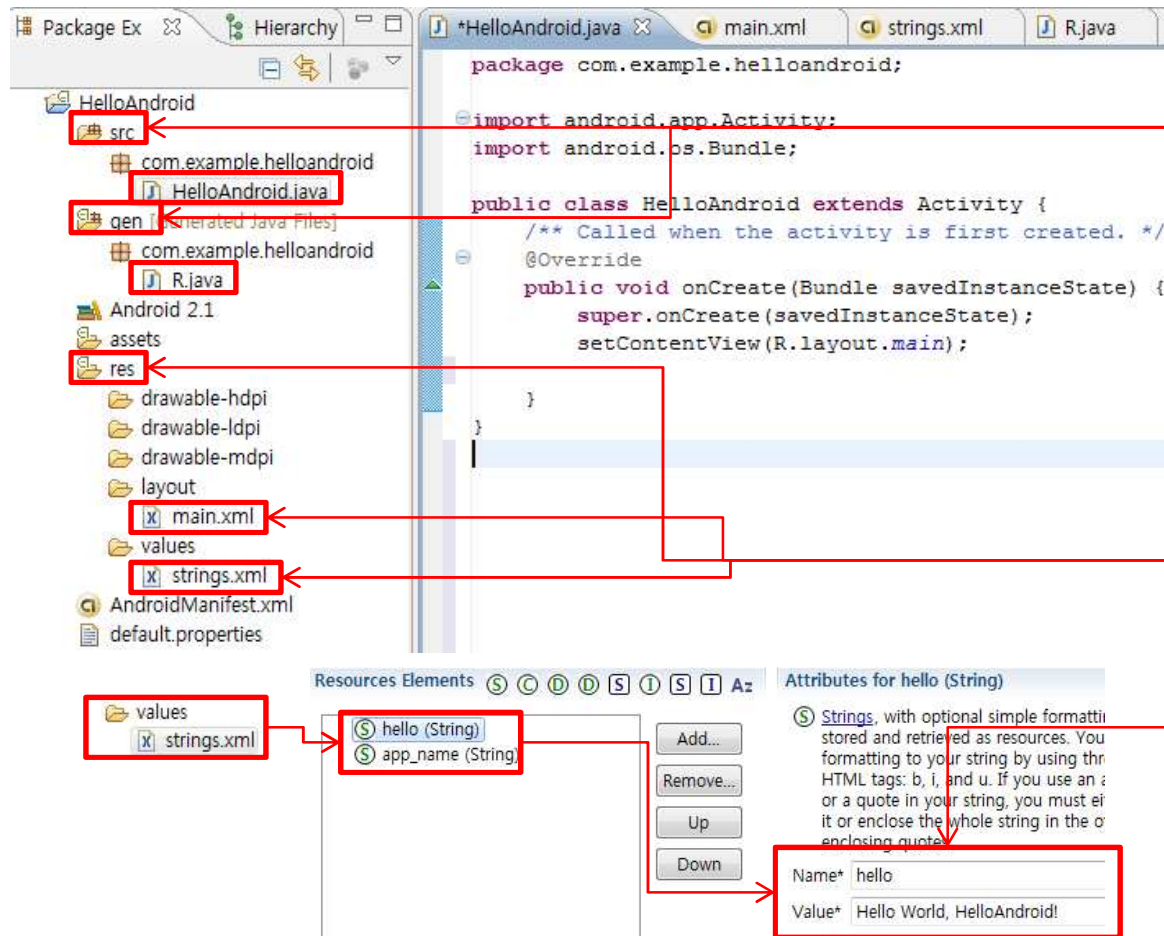 Package Ex
Hierarchy
HelloAndroid
src
com.example.helloandroid
HelloAndroid.java
gen [Generated Java Files]
com.example.helloandroid
R.java
Android 2.1
assets
res
drawable-hdpi
drawable-ldpi
drawable-mdpi
layout
main.xml
values
strings.xml
AndroidManifest.xml
default.properties
*HelloAndroid.java
main.xml
strings.xml
R.java
package com.example.helloandroid;
import android.app.Activity;
import android.os.Bundle;
public class HelloAndroid extends Activity {
/** Called when the activity is first created. */
@Override
public void onCreate(Bundle savedInstanceState) {
super.onCreate(savedInstanceState);
setContentView(R.layout.main);
}
}
values
strings.xml
Resources Elements S C D D S I S I Az
S hello (String)
S app_name (String)
Add...
Remove...
Up
Down
Attributes for hello (String)
S Strings, with optional simple formatti
stored and retrieved as resources. You
formatting to your string by using thr
HTML tags: b, i, and u. If you use an a
or a quote in your string, you must ei
it or enclose the whole string in the o
enclosing quotes
Name* hello
Value* Hello World, HelloAndroid!